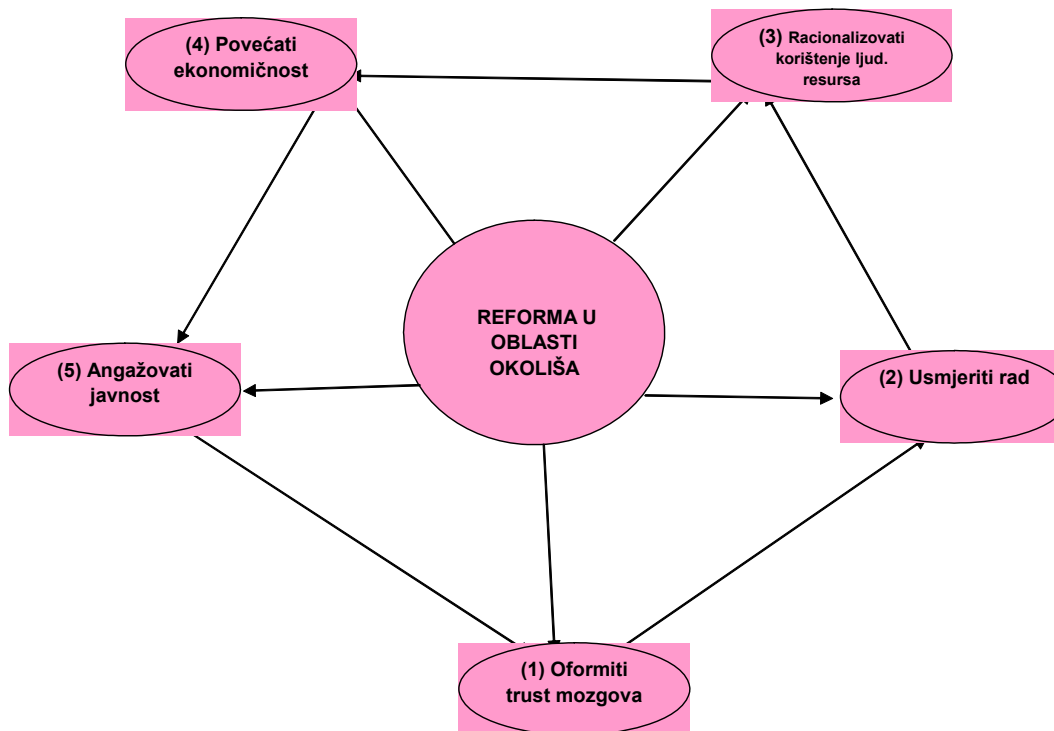 (4) Povećati
ekonomičnost
(3) Racionalizovati
korištenje ljud.
resursa
REFORMA U
OBLASTI
OKOLIŠA
(5) Angažovati
javnost
(2) Usmjeriti rad
(1) Oformiti
trust mozgova